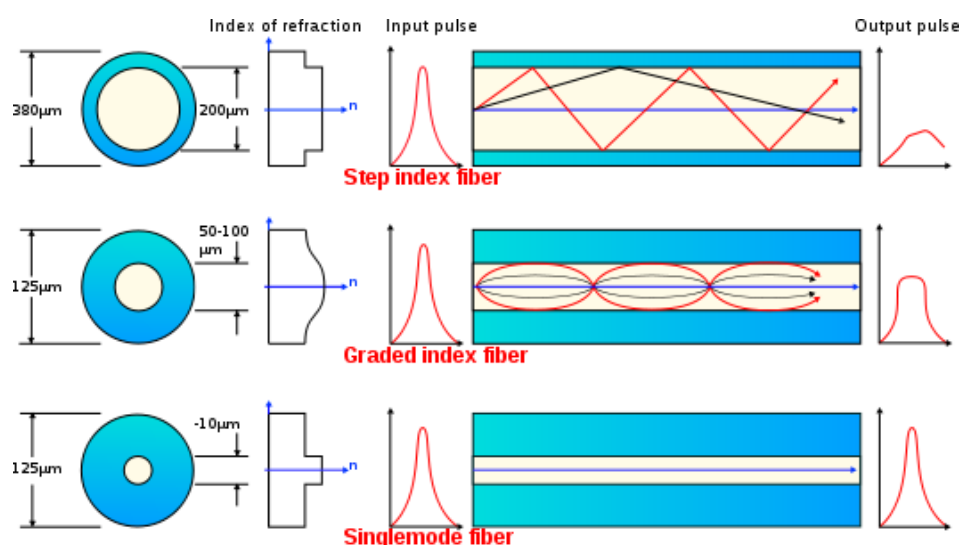 Index of refraction Input pulse Output pulse
380µm
200µm
n
Step index fiber
50-100
µm
125µm
n
Graded index fiber
-10µm
125µm
n
Singlemode fiber